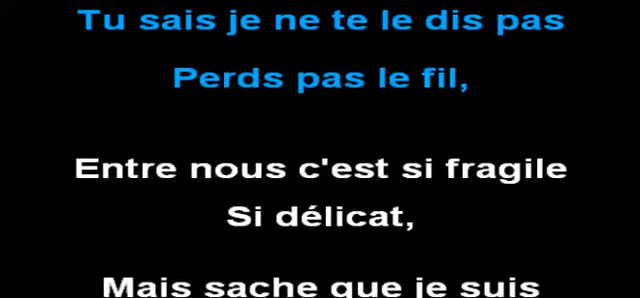 Tu sais je ne te le dis pas
Perds pas le fil,
Entre nous c'est si fragile
Si délicat,
Mais sache que je suis